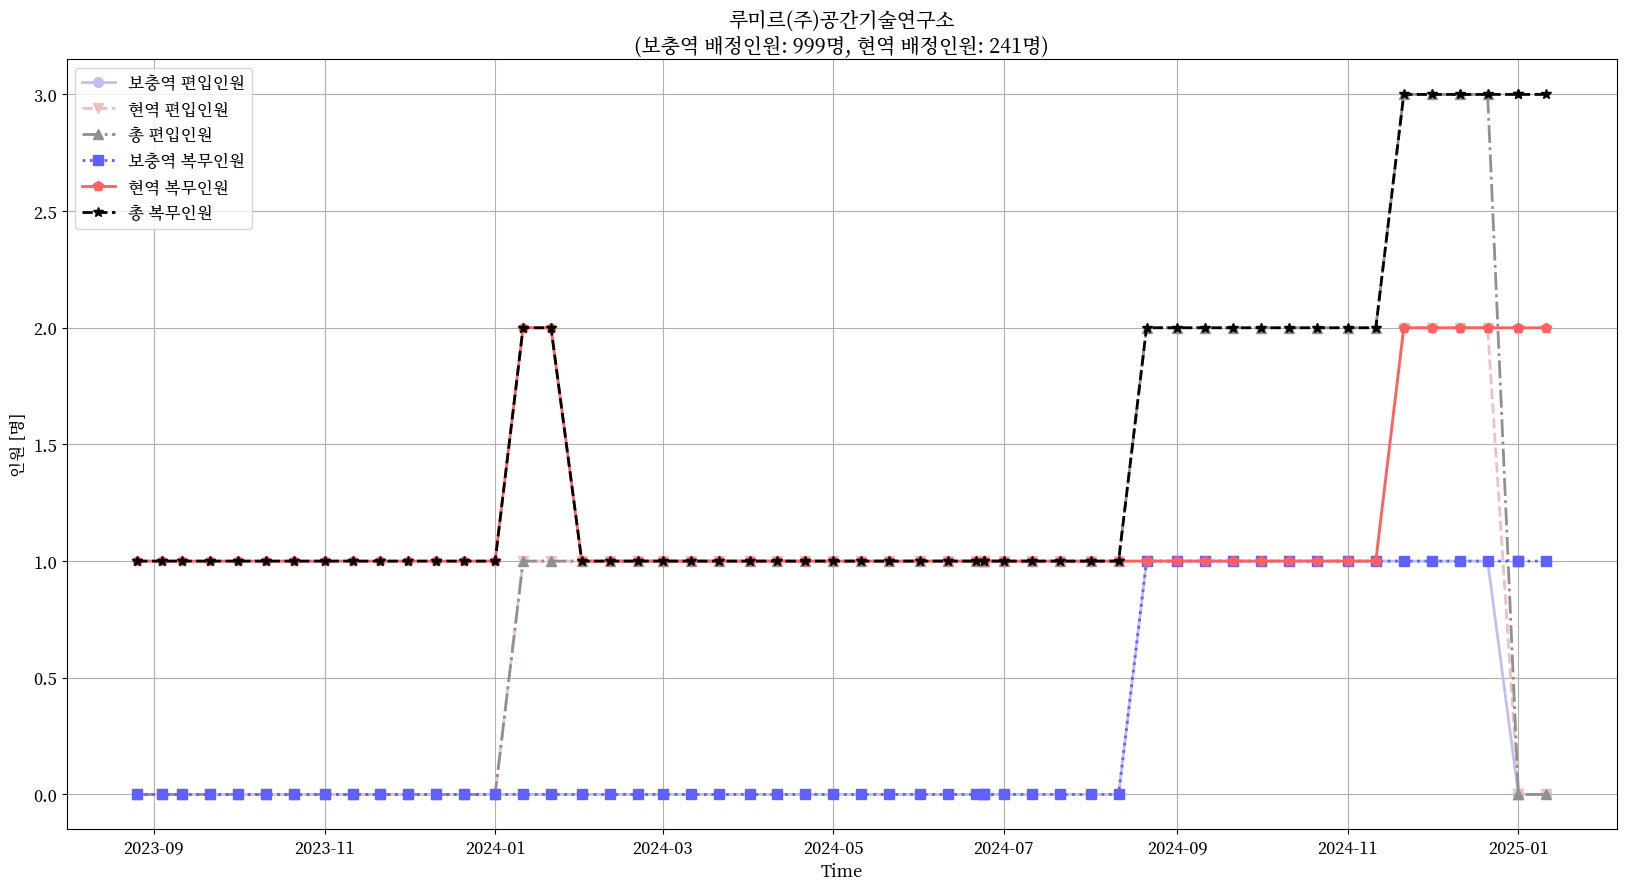 루미르(주)공간기술연구소
(보충역 배정인원: 999명, 현역 배정인원: 241명)
보충역 편입인원
현역 편입인원
총 편입인원
보충역 복무인원
현역 복무인원
총 복무인원
인원 [명]
3.0
2.5
2.0
1.5
1.0
0.5
0.0
2023-09
2023-11
2024-01
2024-03
2024-05
2024-07
2024-09
2024-11
2025-01
Time